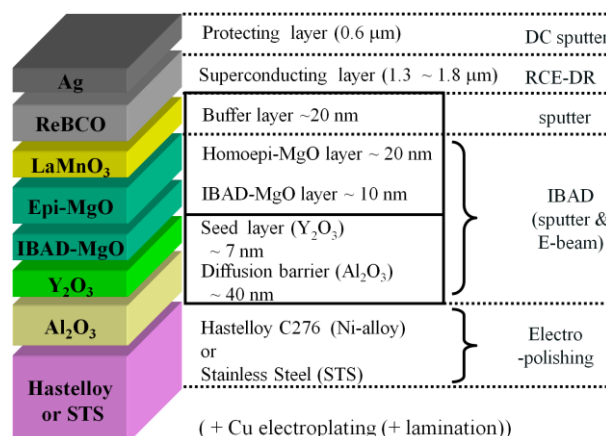 Ag
ReBCO
LaMnO₃
Epi-MgO
IBAD-MgO
Y₂O₃
Al₂O₃
Hastelloy
or STS
Protecting layer (0.6 μm)
Superconducting layer (1.3 ~ 1.8 μm)
Buffer layer ~20 nm
Homoepi-MgO layer ~ 20 nm
IBAD-MgO layer ~ 10 nm
Seed layer (Y₂O₃)
~ 7 nm
Diffusion barrier (Al₂O₃)
~ 40 nm
Hastelloy C276 (Ni-alloy)
or
Stainless Steel (STS)
( + Cu electroplating (+ lamination))
DC sputter
RCE-DR
sputter
IBAD
(sputter &
E-beam)
Electro
-polishing